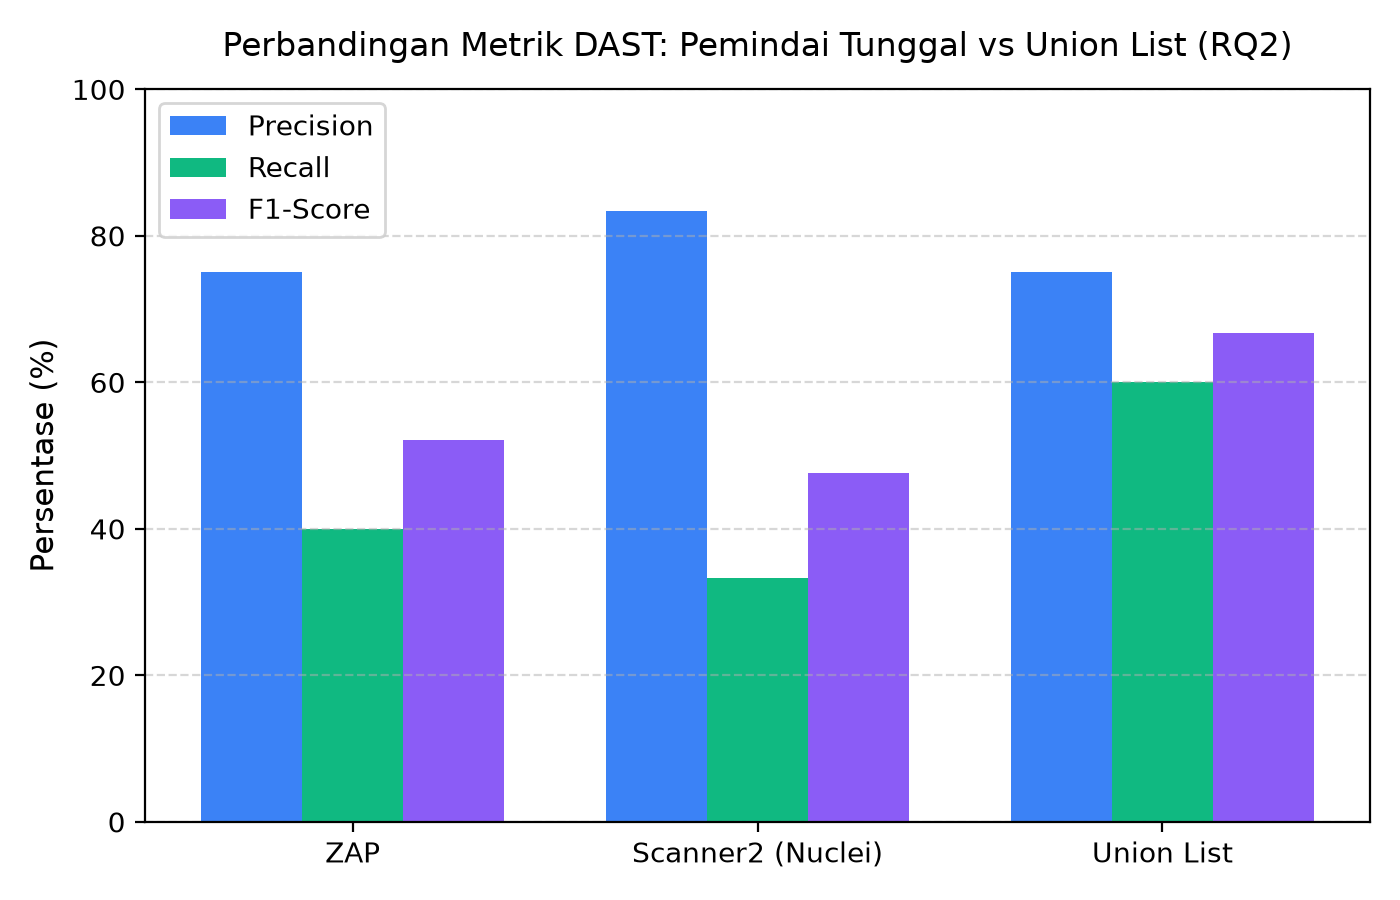 Perbandingan Metrik DAST: Pemindai Tunggal vs Union List (RQ2)
Persentase (%)
100
80
60
40
20
0
Precision
Recall
F1-Score
ZAP
Scanner2 (Nuclei)
Union List